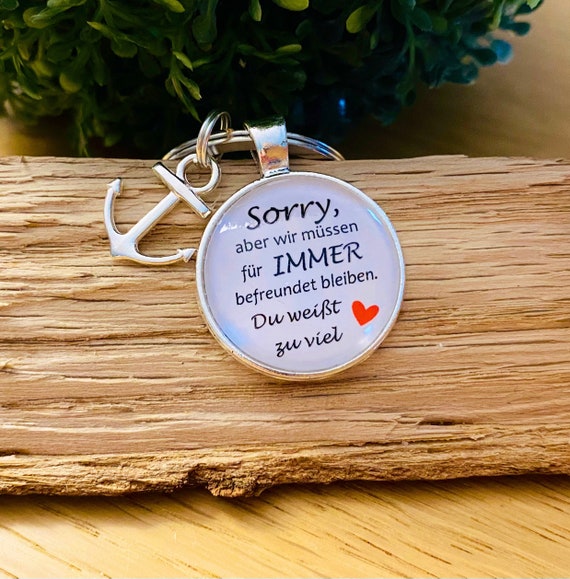 Sorry,
aber wir müssen
für IMMER
befreundet bleiben.
Du weißt
zu viel